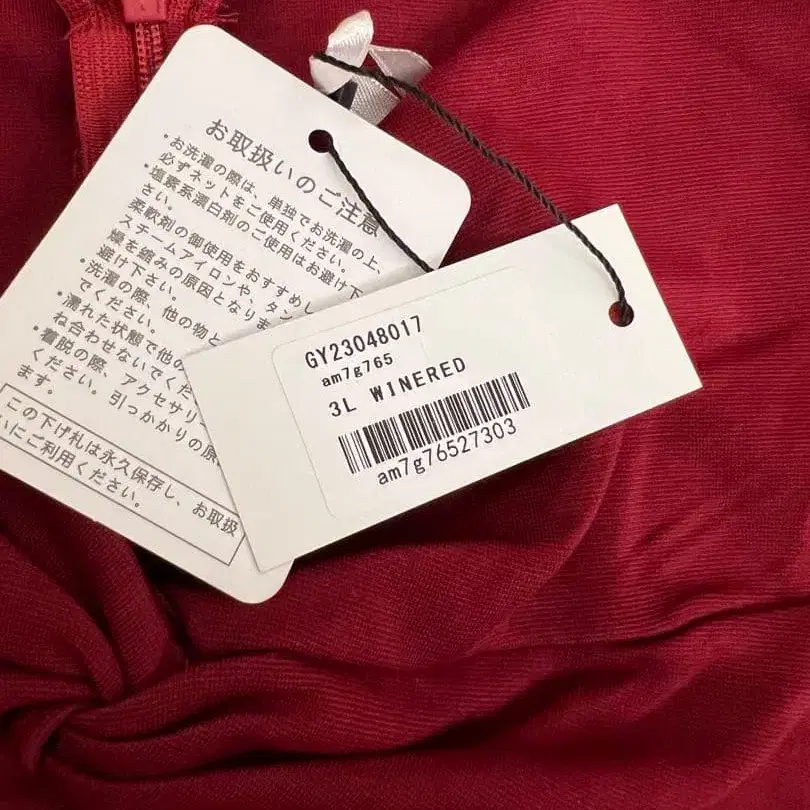 お取扱いのご注意
・お洗濯の際は、単独でお洗濯の上、
必ずネットをご使用ください。
・塩素系漂白剤のご使用はお避け下
さい。
柔軟剤の御使用をおすすめし
スチームアイロンや、タン
燥を縮みの原因となりま
避け下さい。
・洗濯の際、他の物と
でください。
・濡れた状態で他の
ね合わせないでくだ
・着脱の際、アクセサリ
ください。引っかかりの原
ます。
この下げ札は永久保存し、お取扱
いにご利用ください。
GY23048017
am7g765
3L WINERED
am7g76527303